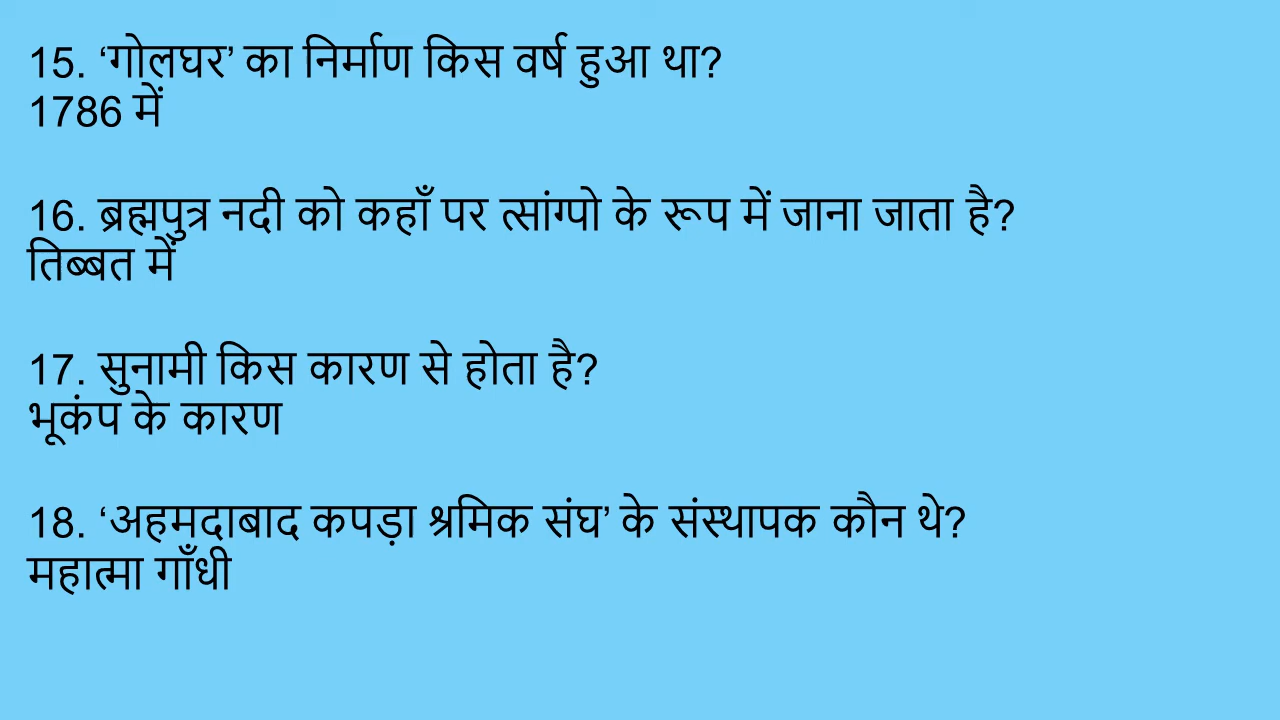 15. ‘गोलघर’ का निर्माण किस वर्ष हुआ था?
1786 में
16. ब्रह्मपुत्र नदी को कहाँ पर त्सांग्पो के रूप में जाना जाता है?
तिब्बत में
17. सुनामी किस कारण से होता है?
भूकंप के कारण
18. ‘अहमदाबाद कपड़ा श्रमिक संघ’ के संस्थापक कौन थे?
महात्मा गाँधी